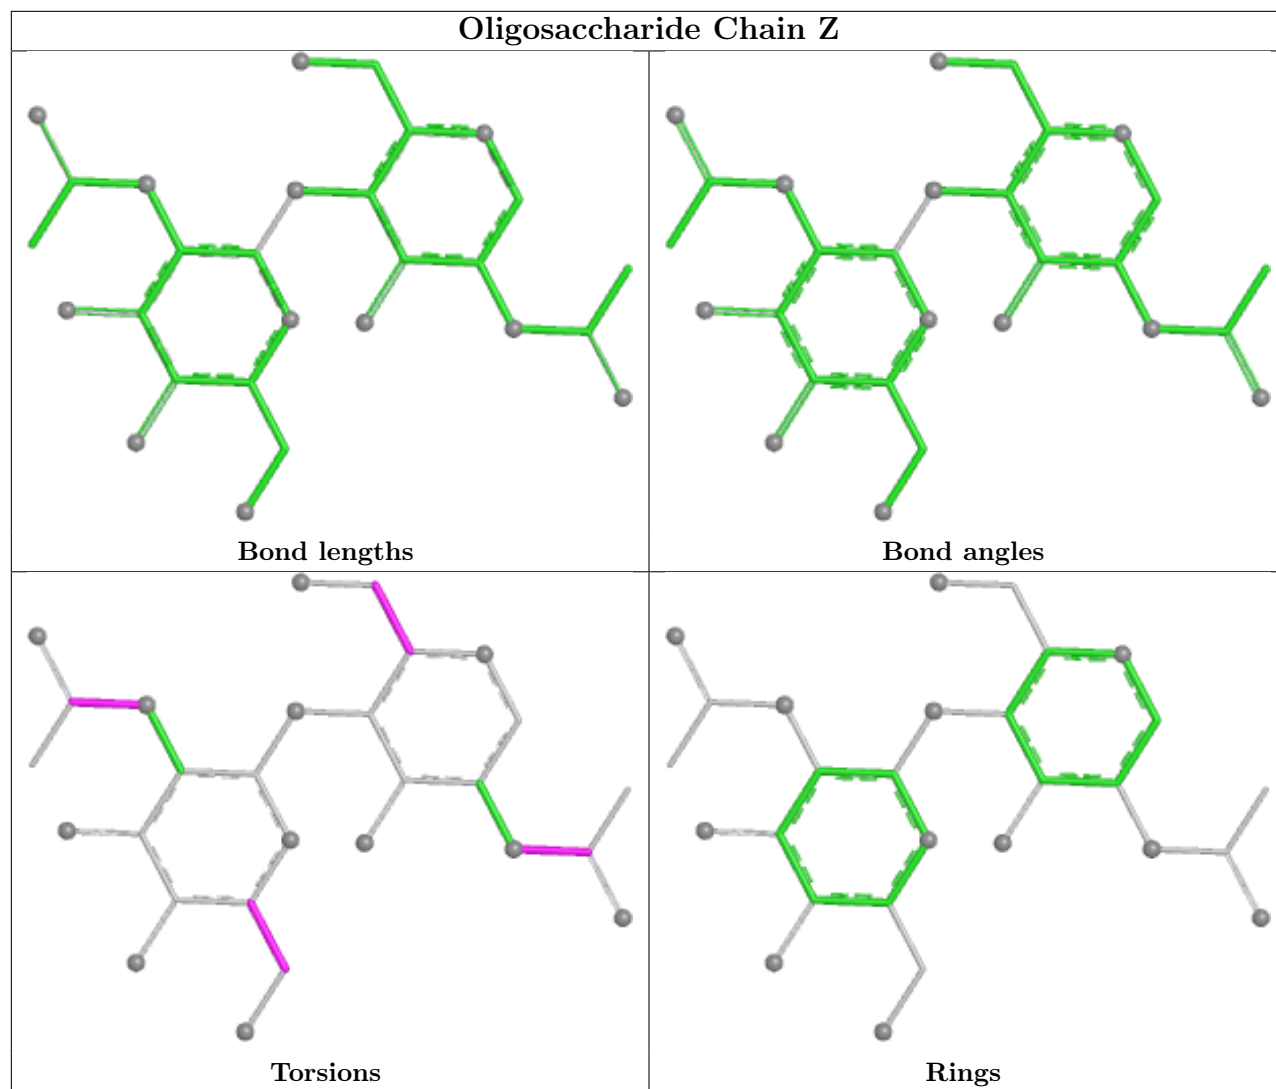 Oligosaccharide Chain Z
Bond lengths
Bond angles
Torsions
Rings